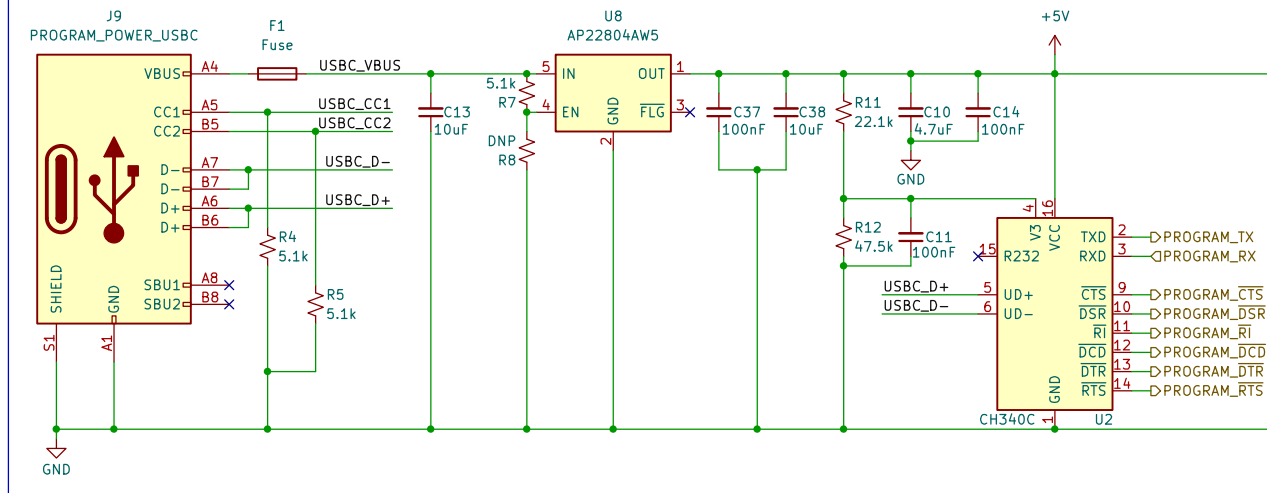 J9
PROGRAM_POWER_USBC
VBUS A4
CC1 A5
CC2 B5
D- A7
D- B7
D+ A6
D+ B6
SBU1 A8
SBU2 B8
SHIELD
GND
S1
A1
GND
F1
Fuse
USBC_VBUS
USBC_CC1
USBC_CC2
USBC_D-
USBC_D+
R4
5.1k
R5
5.1k
C13
10uF
5.1k
R7
DNP
R8
U8
AP22804AW5
5 IN
OUT 1
4 EN
FLG 3
GND
2
C37
100nF
C38
10uF
R11
22.1k
C10
4.7uF
C14
100nF
GND
+5V
R12
47.5k
C11
100nF
4
V3
16
VCC
15 R232
USBC_D+
5 UD+
USBC_D-
6 UD-
TXD 2 PROGRAM_TX
RXD 3 PROGRAM_RX
CTS 9 PROGRAM_CTS
DSR 10 PROGRAM_DSR
RI 11 PROGRAM_RI
DCD 12 PROGRAM_DCD
DTR 13 PROGRAM_DTR
RTS 14 PROGRAM_RTS
GND
1
CH340C
U2